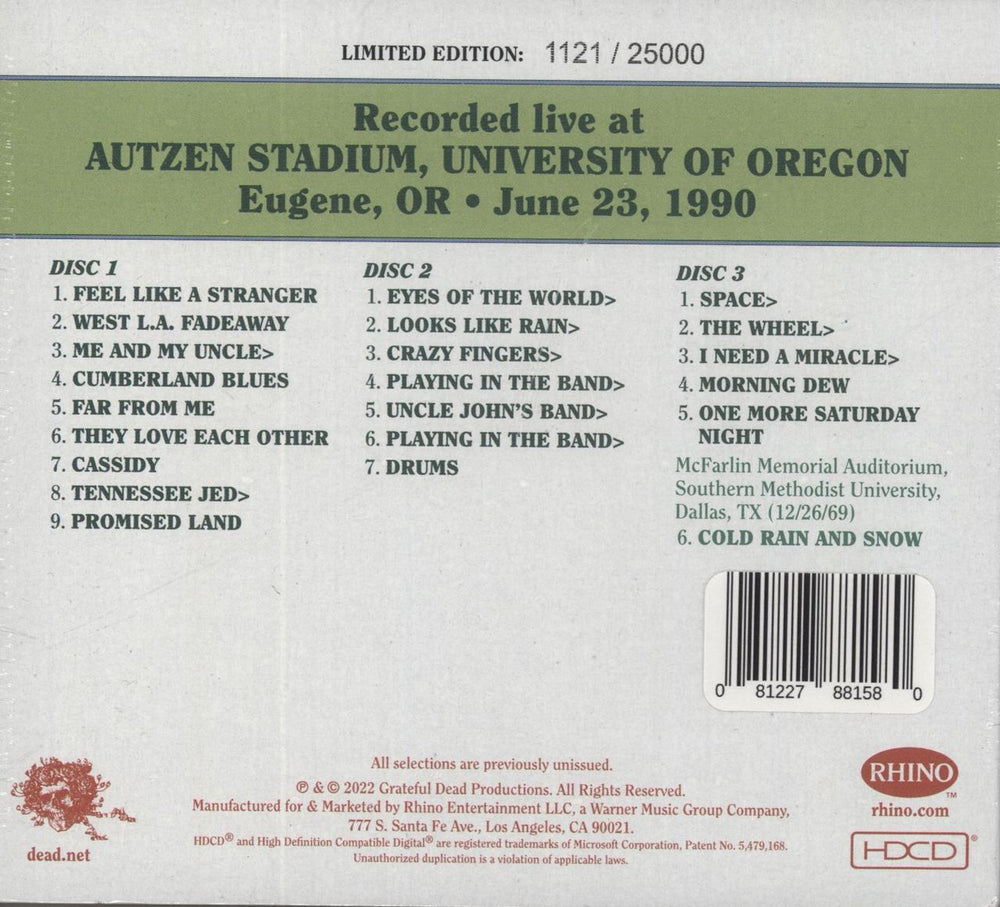 LIMITED EDITION: 1121 / 25000
Recorded live at
AUTZEN STADIUM, UNIVERSITY OF OREGON
Eugene, OR • June 23, 1990
DISC 1
1. FEEL LIKE A STRANGER
2. WEST L.A. FADEAWAY
3. ME AND MY UNCLE>
4. CUMBERLAND BLUES
5. FAR FROM ME
6. THEY LOVE EACH OTHER
7. CASSIDY
8. TENNESSEE JED>
9. PROMISED LAND
DISC 2
1. EYES OF THE WORLD>
2. LOOKS LIKE RAIN>
3. CRAZY FINGERS>
4. PLAYING IN THE BAND>
5. UNCLE JOHN'S BAND>
6. PLAYING IN THE BAND>
7. DRUMS
DISC 3
1. SPACE>
2. THE WHEEL>
3. I NEED A MIRACLE>
4. MORNING DEW
5. ONE MORE SATURDAY
NIGHT
McFarlin Memorial Auditorium,
Southern Methodist University,
Dallas, TX (12/26/69)
6. COLD RAIN AND SNOW
0 81227 88158 0
dead.net
All selections are previously unissued.
℗ & © 2022 Grateful Dead Productions. All Rights Reserved.
Manufactured for & Marketed by Rhino Entertainment LLC, a Warner Music Group Company,
777 S. Santa Fe Ave., Los Angeles, CA 90021.
HDCD® and High Definition Compatible Digital® are registered trademarks of Microsoft Corporation, Patent No. 5,479,168.
Unauthorized duplication is a violation of applicable laws.
RHINO™
rhino.com
HDCD®